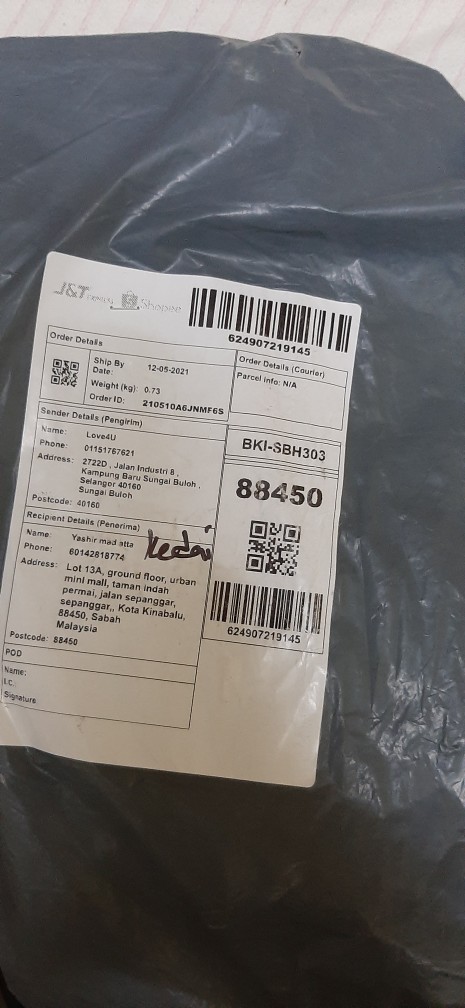 J&T EXPRESS Shopee
624907219145
Order Details
Ship By Date: 12-05-2021
Weight (kg): 0.73
Order ID: 210510A6JNMF6S
Order Details (Courier)
Parcel info: N/A
Sender Details (Pengirim)
Name: Love4U
Phone: 01151767621
Address: 2722D , Jalan Industri 8 ,
Kampung Baru Sungai Buloh ,
Selangor 40160
Sungai Buloh
Postcode: 40160
BKI-SBH303
88450
Recipient Details (Penerima)
Name: Yashir mad atta
Phone: 60142818774
Kedai
Address: Lot 13A, ground floor, urban
mini mall, taman indah
permai, jalan sepanggar,
sepanggar,, Kota Kinabalu,
88450, Sabah
Malaysia
Postcode: 88450
624907219145
POD
Name:
I.C.:
Signature